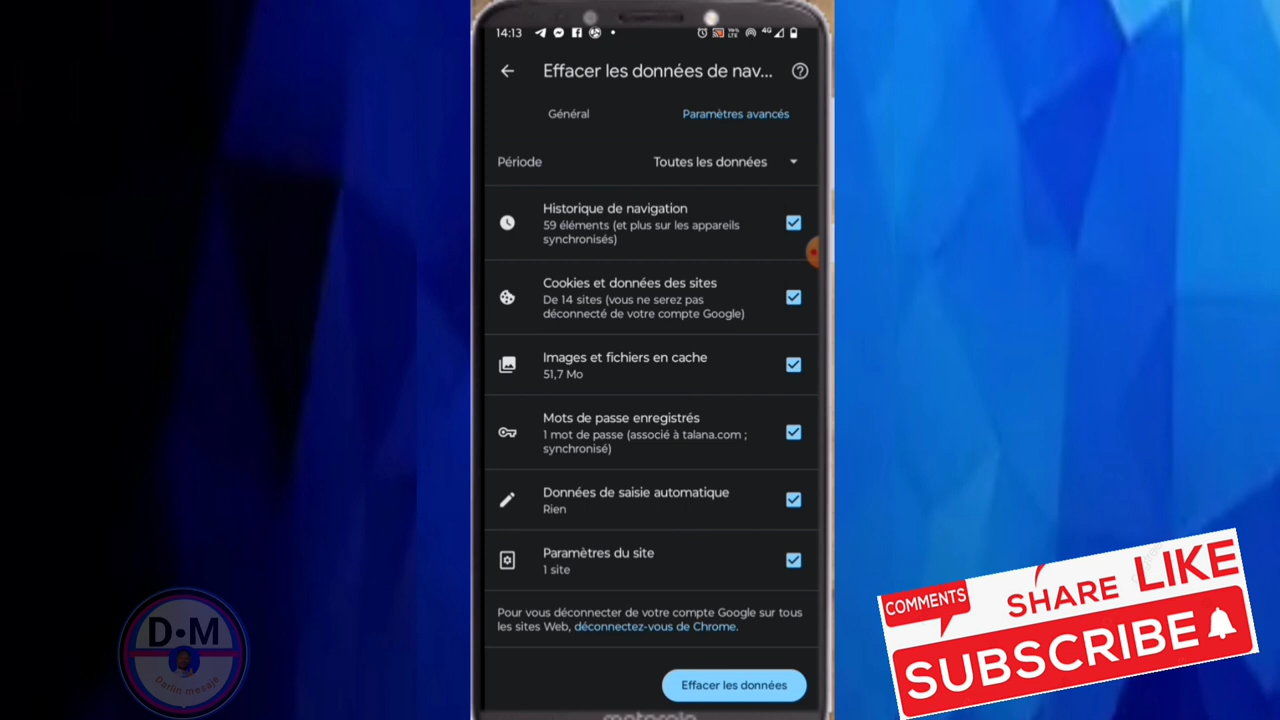 14:13
4G
Effacer les données de nav...
Général
Paramètres avancés
Période
Toutes les données
Historique de navigation
59 éléments (et plus sur les appareils
synchronisés)
Cookies et données des sites
De 14 sites (vous ne serez pas
déconnecté de votre compte Google)
Images et fichiers en cache
51,7 Mo
Mots de passe enregistrés
1 mot de passe (associé à talana.com ;
synchronisé)
Données de saisie automatique
Rien
Paramètres du site
1 site
Pour vous déconnecter de votre compte Google sur tous
les sites Web, déconnectez-vous de Chrome.
Effacer les données
motorola
D•M
Darlin mesaje
COMMENTS
SHARE
LIKE
SUBSCRIBE